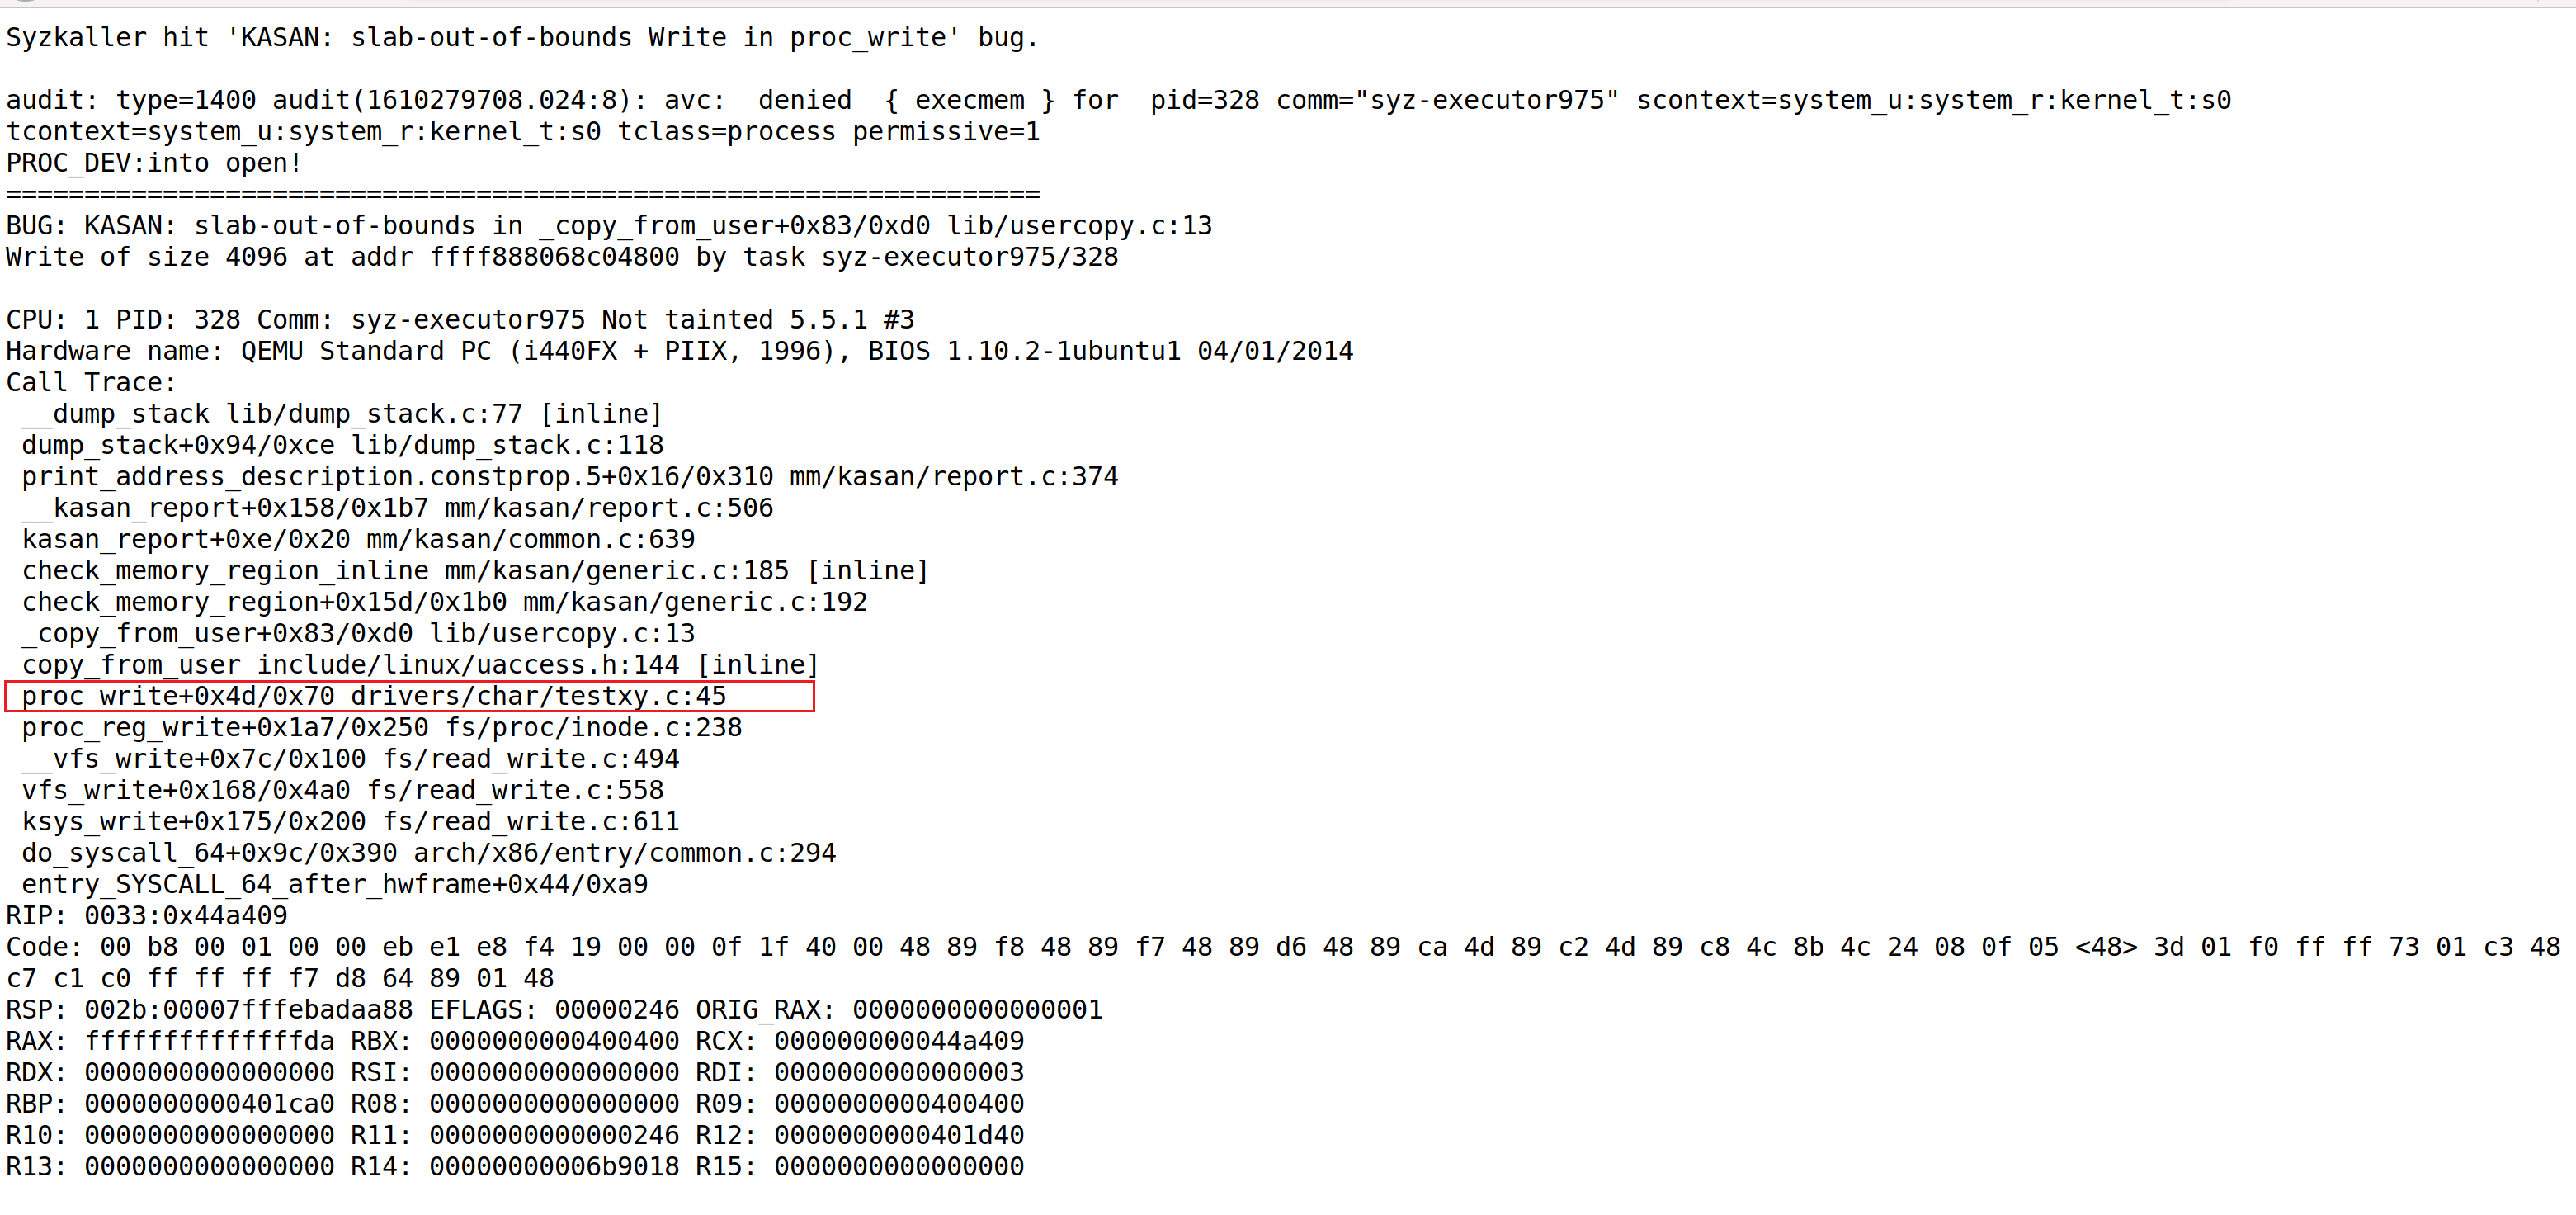 Syzkaller hit 'KASAN: slab-out-of-bounds Write in proc_write' bug.
audit: type=1400 audit(1610279708.024:8): avc:  denied  { execmem } for  pid=328 comm="syz-executor975" scontext=system_u:system_r:kernel_t:s0
tcontext=system_u:system_r:kernel_t:s0 tclass=process permissive=1
PROC_DEV:into open!
==================================================================
BUG: KASAN: slab-out-of-bounds in _copy_from_user+0x83/0xd0 lib/usercopy.c:13
Write of size 4096 at addr ffff888068c04800 by task syz-executor975/328
CPU: 1 PID: 328 Comm: syz-executor975 Not tainted 5.5.1 #3
Hardware name: QEMU Standard PC (i440FX + PIIX, 1996), BIOS 1.10.2-1ubuntu1 04/01/2014
Call Trace:
 __dump_stack lib/dump_stack.c:77 [inline]
 dump_stack+0x94/0xce lib/dump_stack.c:118
 print_address_description.constprop.5+0x16/0x310 mm/kasan/report.c:374
 __kasan_report+0x158/0x1b7 mm/kasan/report.c:506
 kasan_report+0xe/0x20 mm/kasan/common.c:639
 check_memory_region_inline mm/kasan/generic.c:185 [inline]
 check_memory_region+0x15d/0x1b0 mm/kasan/generic.c:192
 _copy_from_user+0x83/0xd0 lib/usercopy.c:13
 copy_from_user include/linux/uaccess.h:144 [inline]
 proc_write+0x4d/0x70 drivers/char/testxy.c:45
 proc_reg_write+0x1a7/0x250 fs/proc/inode.c:238
 __vfs_write+0x7c/0x100 fs/read_write.c:494
 vfs_write+0x168/0x4a0 fs/read_write.c:558
 ksys_write+0x175/0x200 fs/read_write.c:611
 do_syscall_64+0x9c/0x390 arch/x86/entry/common.c:294
 entry_SYSCALL_64_after_hwframe+0x44/0xa9
RIP: 0033:0x44a409
Code: 00 b8 00 01 00 00 eb e1 e8 f4 19 00 00 0f 1f 40 00 48 89 f8 48 89 f7 48 89 d6 48 89 ca 4d 89 c2 4d 89 c8 4c 8b 4c 24 08 0f 05 <48> 3d 01 f0 ff ff 73 01 c3 48
c7 c1 c0 ff ff ff f7 d8 64 89 01 48
RSP: 002b:00007fffebadaa88 EFLAGS: 00000246 ORIG_RAX: 0000000000000001
RAX: ffffffffffffffda RBX: 0000000000400400 RCX: 000000000044a409
RDX: 0000000000000000 RSI: 0000000000000000 RDI: 0000000000000003
RBP: 0000000000401ca0 R08: 0000000000000000 R09: 0000000000400400
R10: 0000000000000000 R11: 0000000000000246 R12: 0000000000401d40
R13: 0000000000000000 R14: 00000000006b9018 R15: 0000000000000000